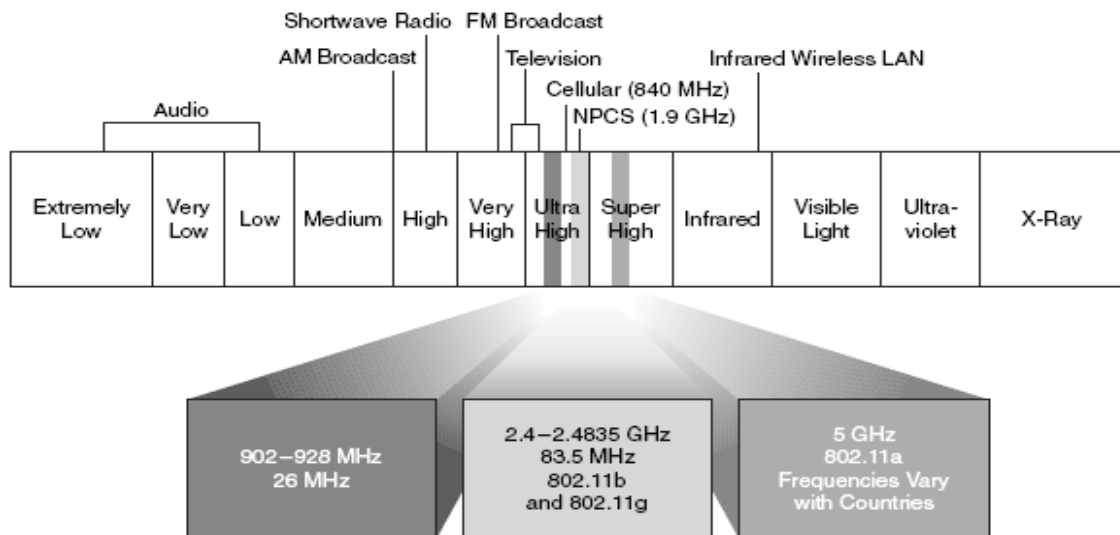 Shortwave Radio
FM Broadcast
AM Broadcast
Television
Infrared Wireless LAN
Cellular (840 MHz)
NPCS (1.9 GHz)
Audio
Extremely
Low
Very
Low
Low
Medium
High
Very
High
Ultra
High
Super
High
Infrared
Visible
Light
Ultra-
violet
X-Ray
902–928 MHz
26 MHz
2.4–2.4835 GHz
83.5 MHz
802.11b
and 802.11g
5 GHz
802.11a
Frequencies Vary
with Countries